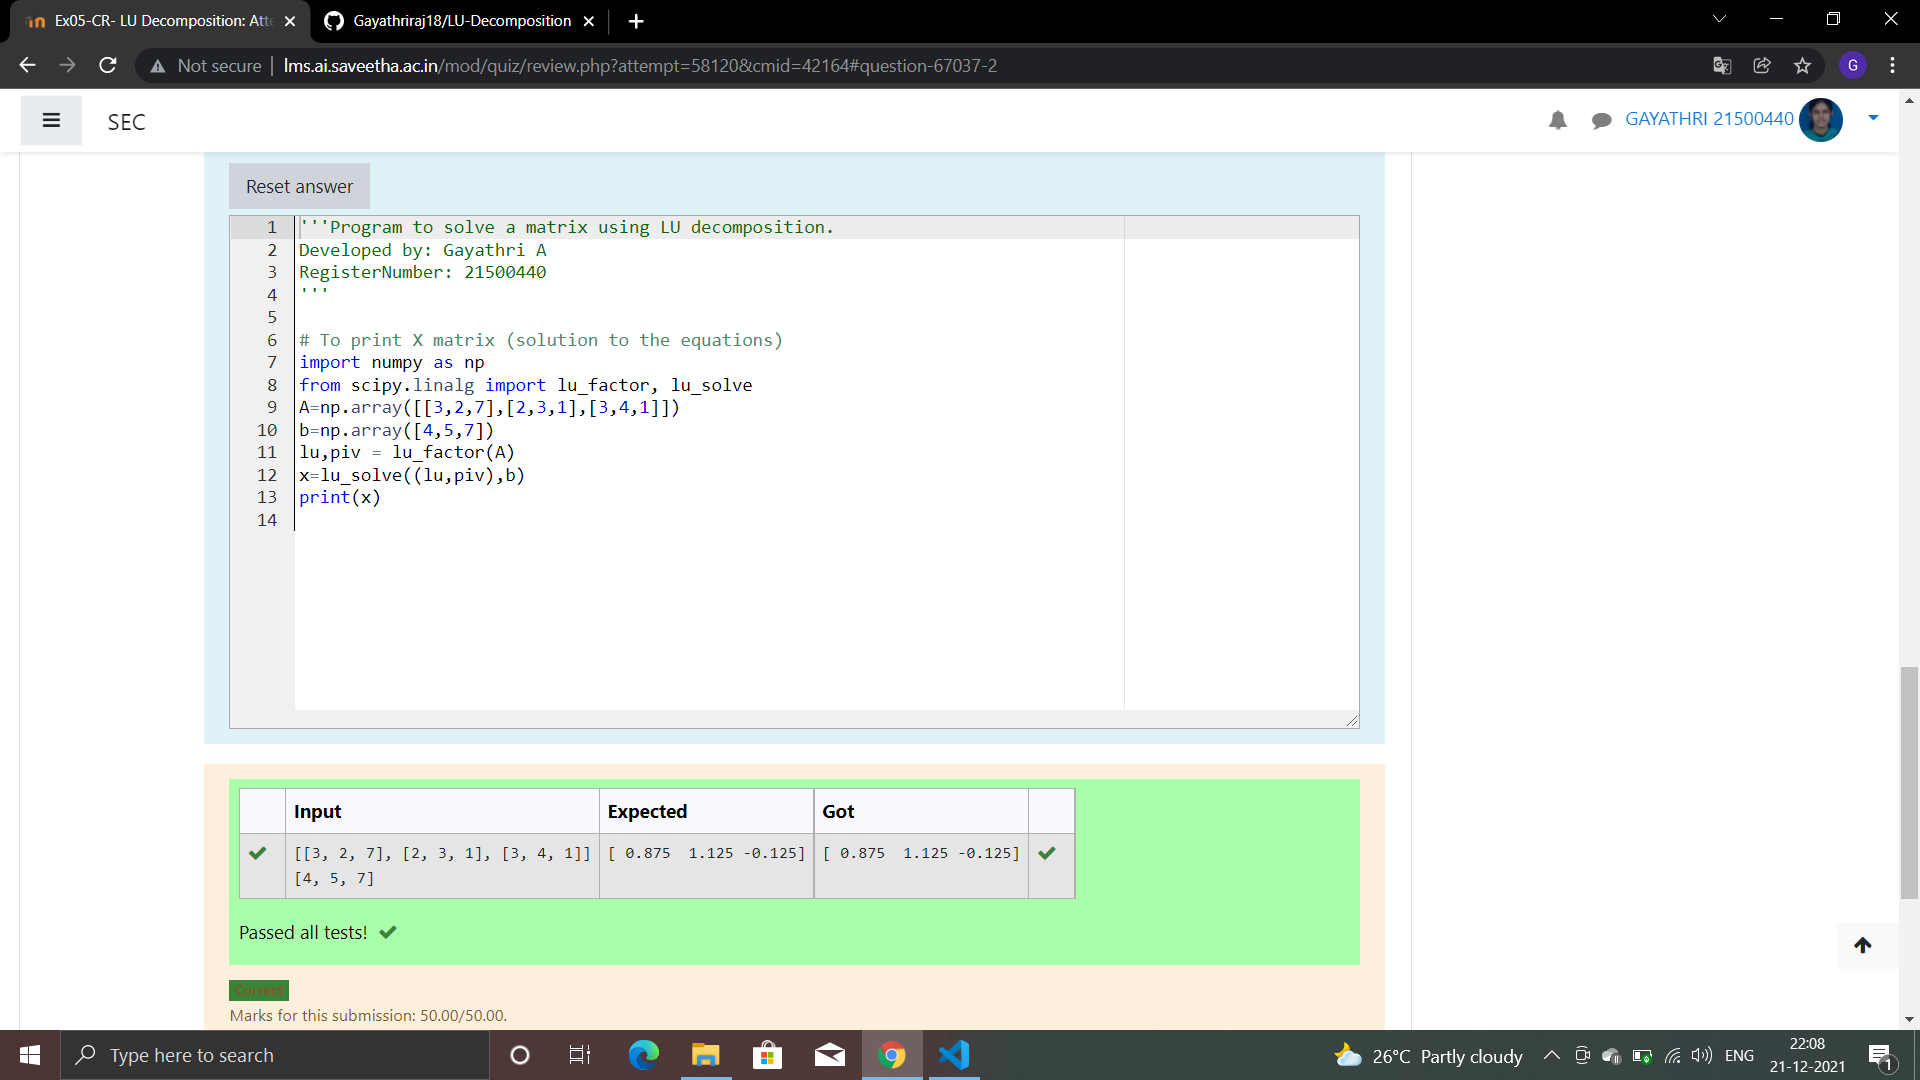 Ex05-CR- LU Decomposition: Atte
Gayathriraj18/LU-Decomposition
Not secure
lms.ai.saveetha.ac.in/mod/quiz/review.php?attempt=58120&cmid=42164#question-67037-2
G
SEC
GAYATHRI 21500440
Reset answer
1 '''Program to solve a matrix using LU decomposition.
2 Developed by: Gayathri A
3 RegisterNumber: 21500440
4 '''
5
6 # To print X matrix (solution to the equations)
7 import numpy as np
8 from scipy.linalg import lu_factor, lu_solve
9 A=np.array([[3,2,7],[2,3,1],[3,4,1]])
10 b=np.array([4,5,7])
11 lu,piv = lu_factor(A)
12 x=lu_solve((lu,piv),b)
13 print(x)
14
Input Expected Got
[[3, 2, 7], [2, 3, 1], [3, 4, 1]] [ 0.875  1.125 -0.125] [ 0.875  1.125 -0.125]
[4, 5, 7]
Passed all tests!
Correct
Marks for this submission: 50.00/50.00.
Type here to search
26°C Partly cloudy
ENG
22:08
21-12-2021
1